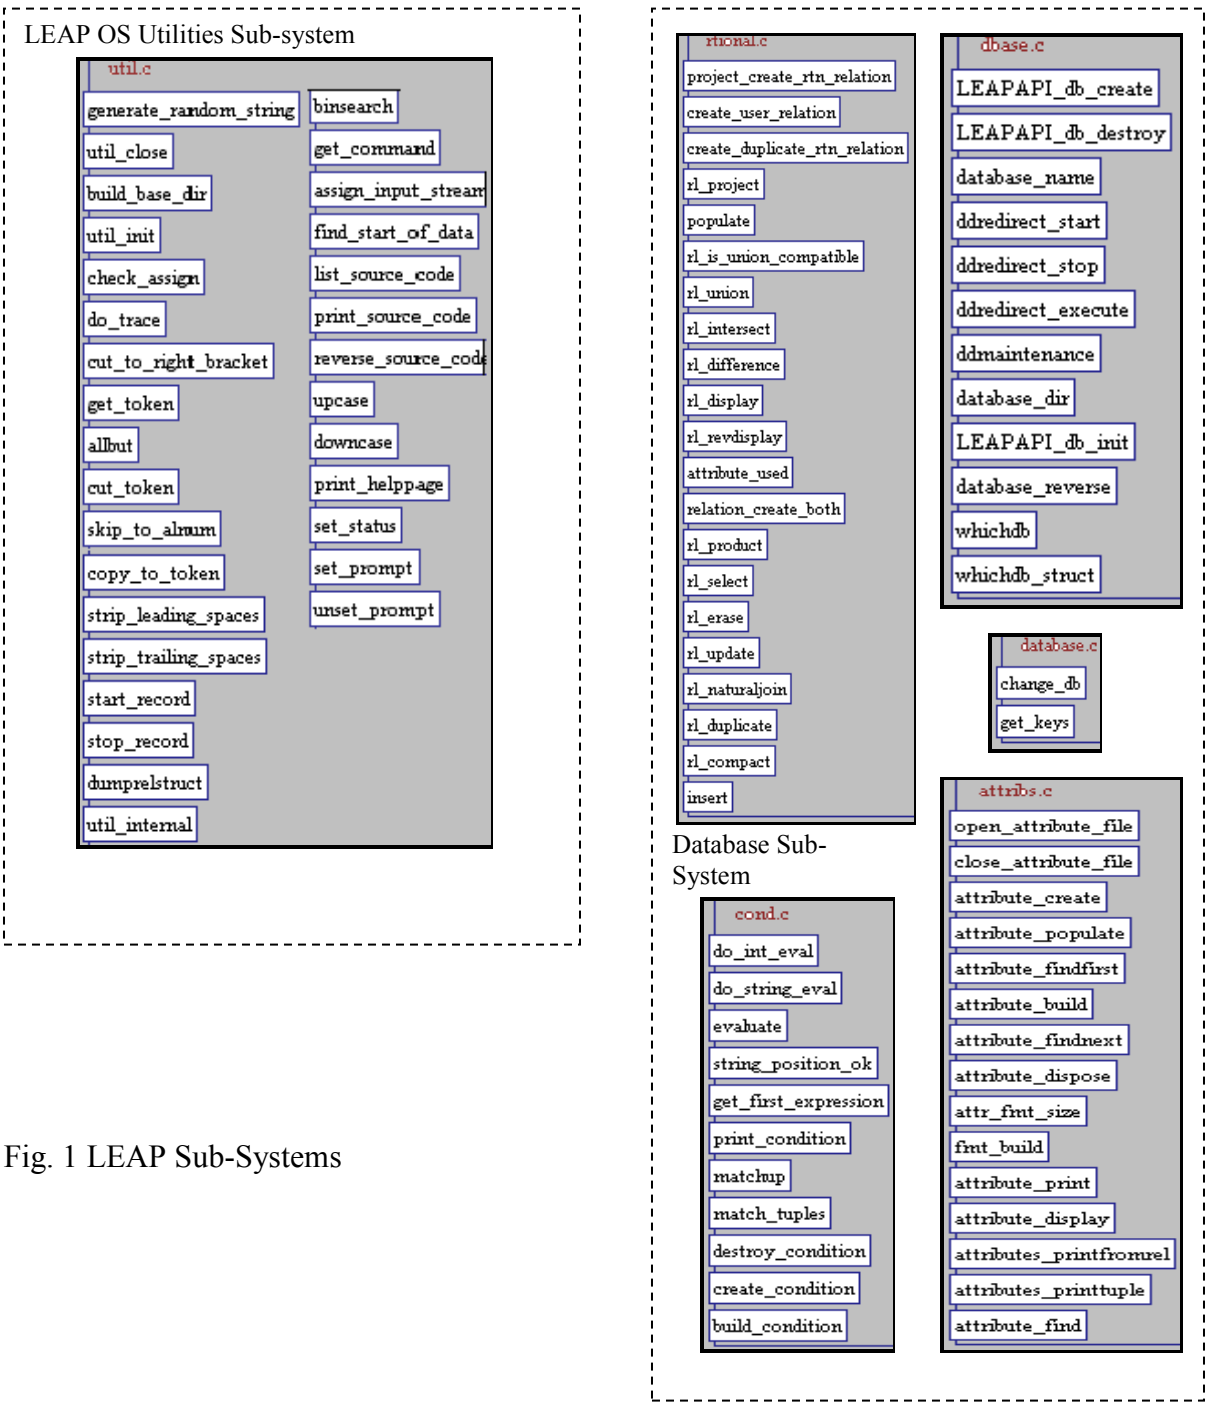 LEAP OS Utilities Sub-system
util.c
generate_random_string
util_close
build_base_dir
util_init
check_assign
do_trace
cut_to_right_bracket
get_token
allbut
cut_token
skip_to_alnum
copy_to_token
strip_leading_spaces
strip_trailing_spaces
start_record
stop_record
dumprelstruct
util_internal
binsearch
get_command
assign_input_stream
find_start_of_data
list_source_code
print_source_code
reverse_source_code
upcase
downcase
print_helppage
set_status
set_prompt
unset_prompt
Fig. 1 LEAP Sub-Systems
rtional.c
project_create_rtn_relation
create_user_relation
create_duplicate_rtn_relation
rl_project
populate
rl_is_union_compatible
rl_union
rl_intersect
rl_difference
rl_display
rl_revdisplay
attribute_used
relation_create_both
rl_product
rl_select
rl_erase
rl_update
rl_naturaljoin
rl_duplicate
rl_compact
insert
Database Sub-
System
cond.c
do_int_eval
do_string_eval
evaluate
string_position_ok
get_first_expression
print_condition
matchup
match_tuples
destroy_condition
create_condition
build_condition
dbase.c
LEAPAPI_db_create
LEAPAPI_db_destroy
database_name
ddredirect_start
ddredirect_stop
ddredirect_execute
ddmaintenance
database_dir
LEAPAPI_db_init
database_reverse
whichdb
whichdb_struct
database.c
change_db
get_keys
attribs.c
open_attribute_file
close_attribute_file
attribute_create
attribute_populate
attribute_findfirst
attribute_build
attribute_findnext
attribute_dispose
attr_fmt_size
fmt_build
attribute_print
attribute_display
attributes_printfromrel
attributes_printtuple
attribute_find